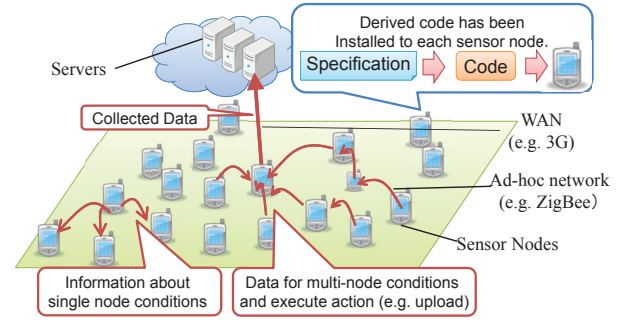 Derived code has been
Installed to each sensor node.
Specification
Code
Servers
Collected Data
WAN
(e.g. 3G)
Ad-hoc network
(e.g. ZigBee）
Sensor Nodes
Information about
single node conditions
Data for multi-node conditions
and execute action (e.g. upload)